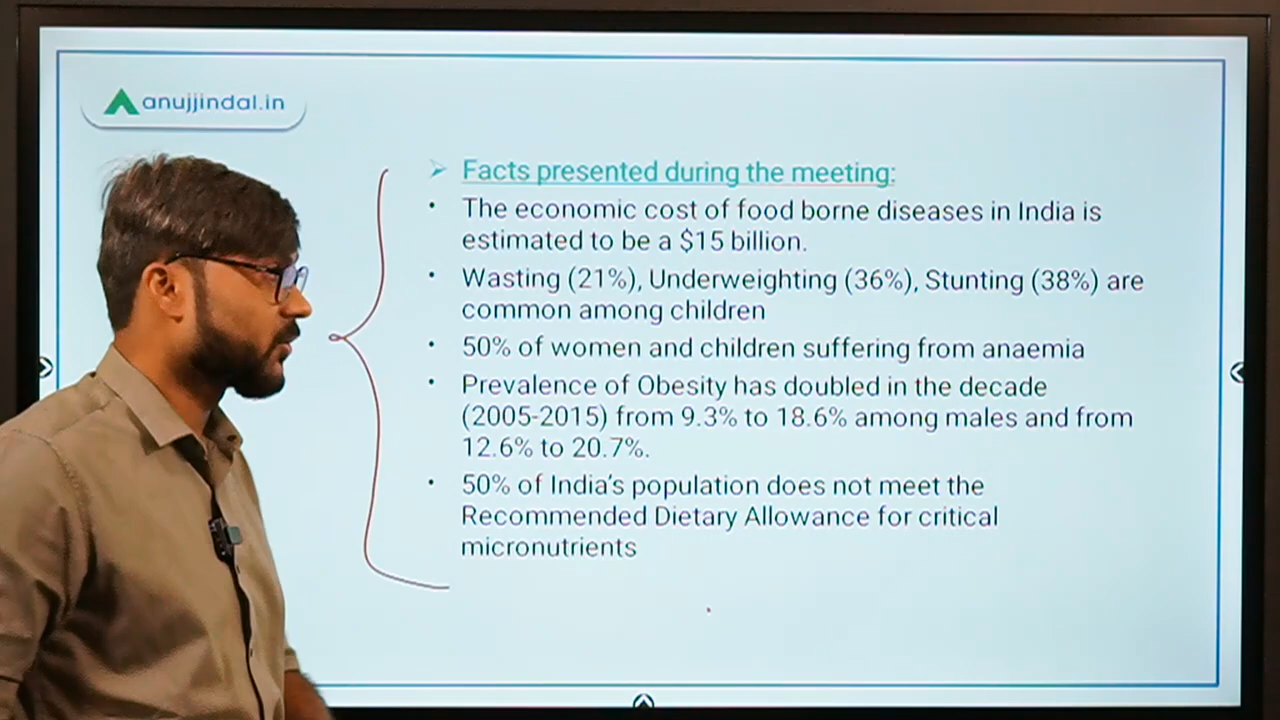 anujjindal.in
➢ Facts presented during the meeting:
• The economic cost of food borne diseases in India is
estimated to be a $15 billion.
• Wasting (21%), Underweighting (36%), Stunting (38%) are
common among children
• 50% of women and children suffering from anaemia
• Prevalence of Obesity has doubled in the decade
(2005-2015) from 9.3% to 18.6% among males and from
12.6% to 20.7%.
• 50% of India's population does not meet the
Recommended Dietary Allowance for critical
micronutrients